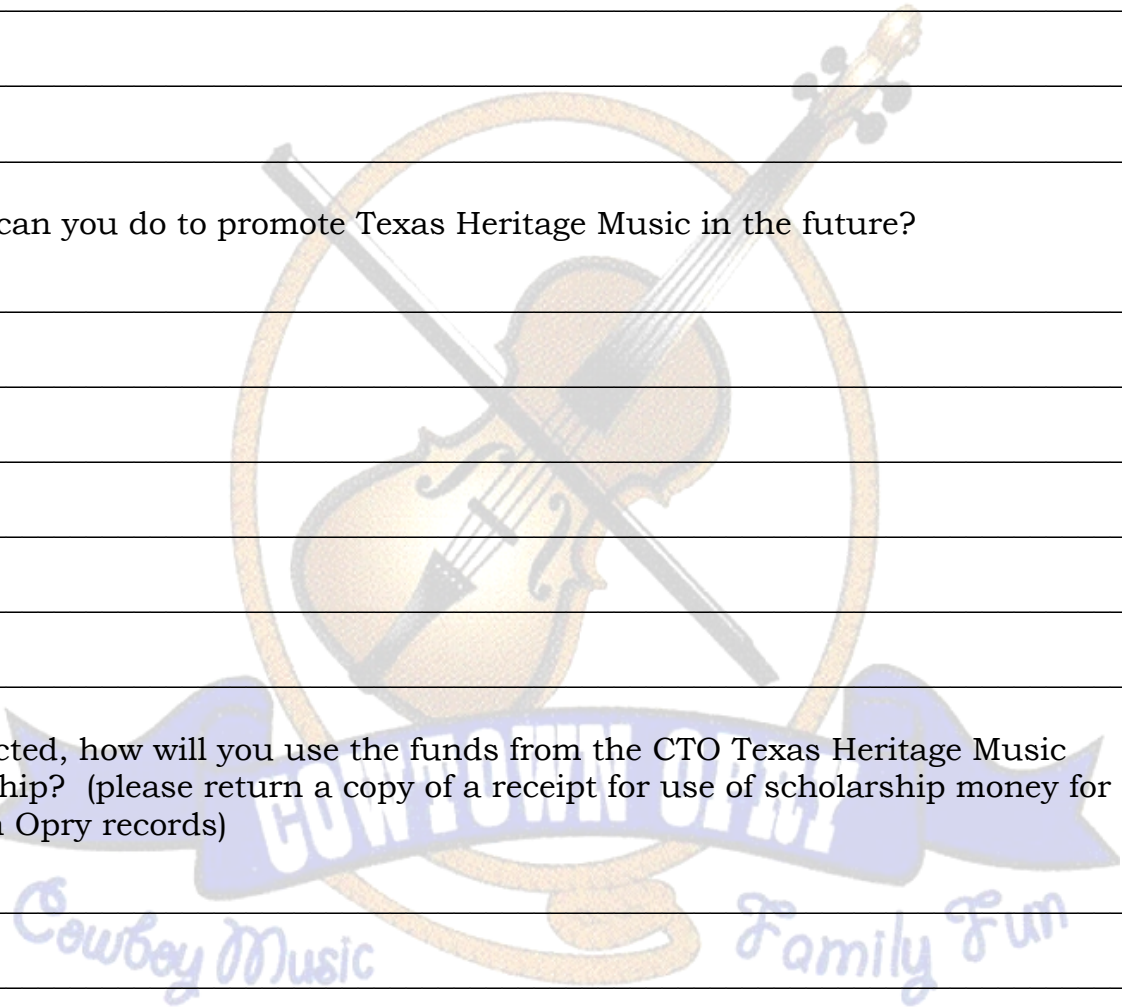 can you do to promote Texas Heritage Music in the future?
cted, how will you use the funds from the CTO Texas Heritage Music
hip? (please return a copy of a receipt for use of scholarship money for
n Opry records)
COWTOWN OPRY
Cowboy Music
Family Fun